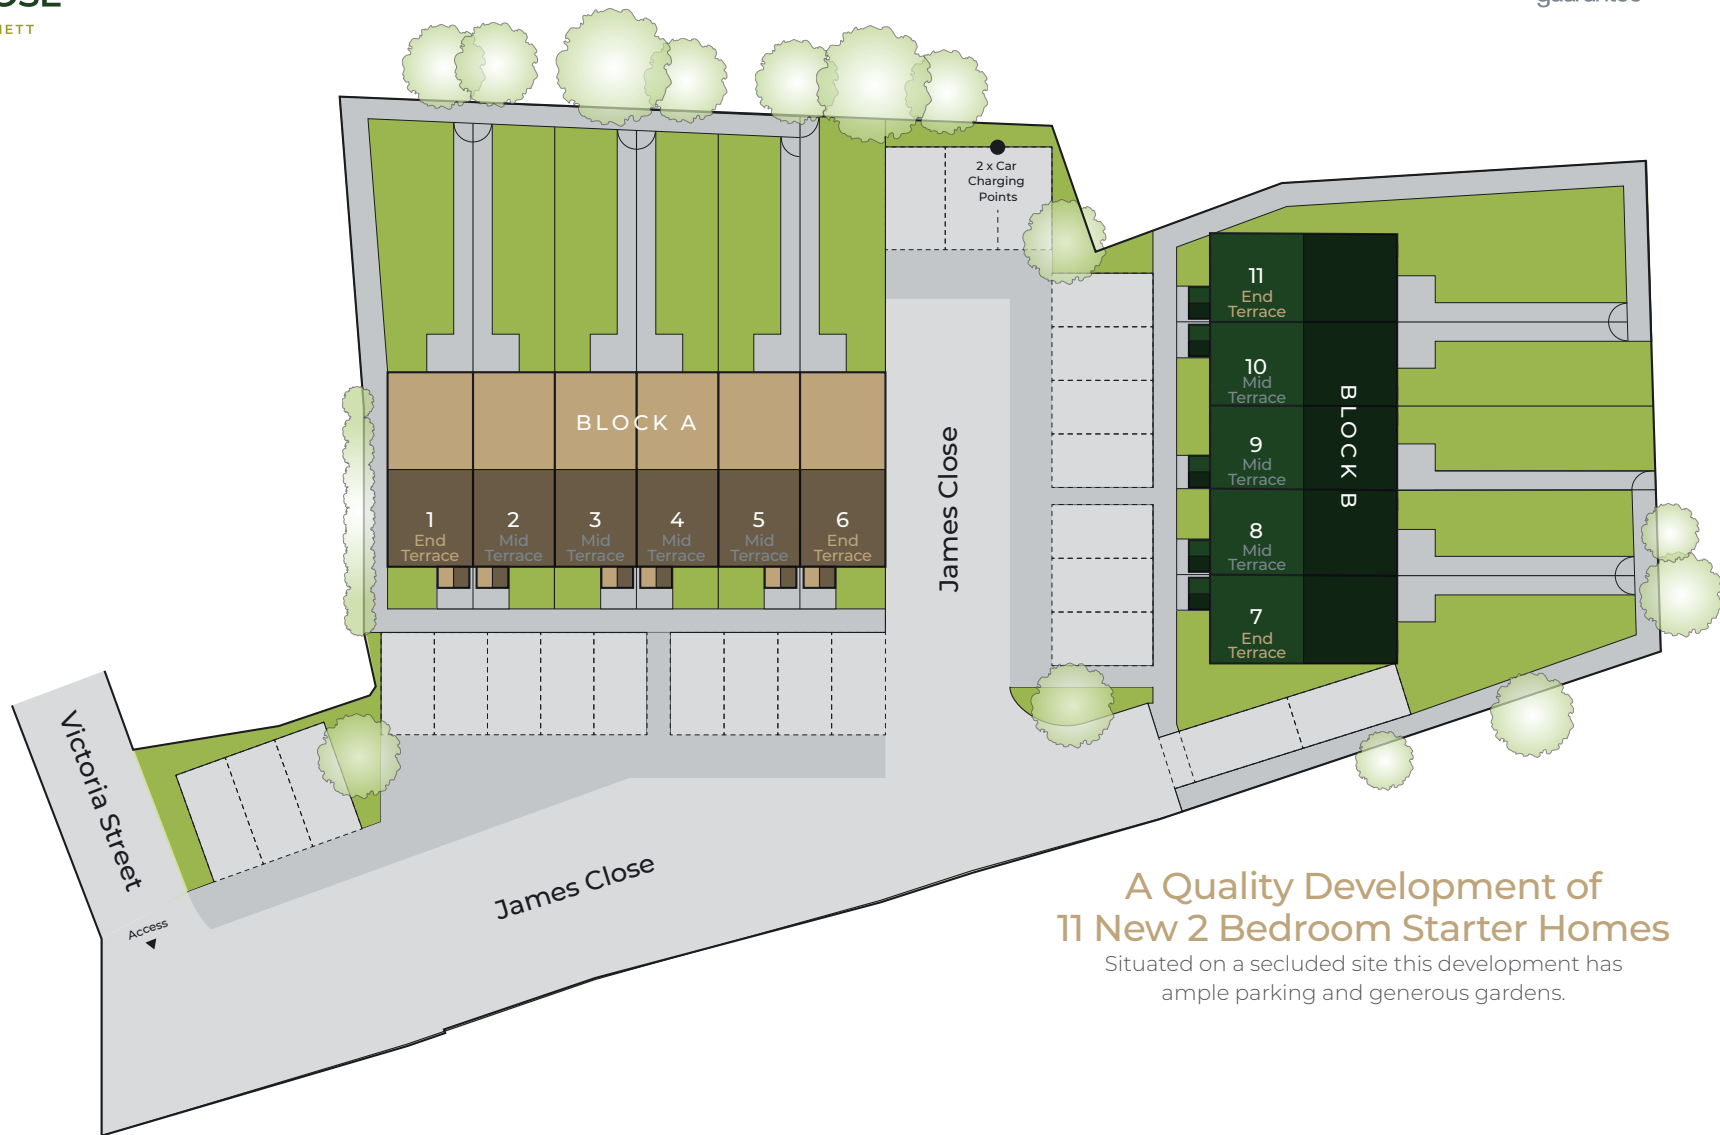 2 x Car
Charging
Points
BLOCK A
1
End
Terrace
2
Mid
Terrace
3
Mid
Terrace
4
Mid
Terrace
5
Mid
Terrace
6
End
Terrace
James Close
11
End
Terrace
10
Mid
Terrace
9
Mid
Terrace
8
Mid
Terrace
7
End
Terrace
BLOCK B
Victoria Street
Access
James Close
A Quality Development of
11 New 2 Bedroom Starter Homes
Situated on a secluded site this development has
ample parking and generous gardens.